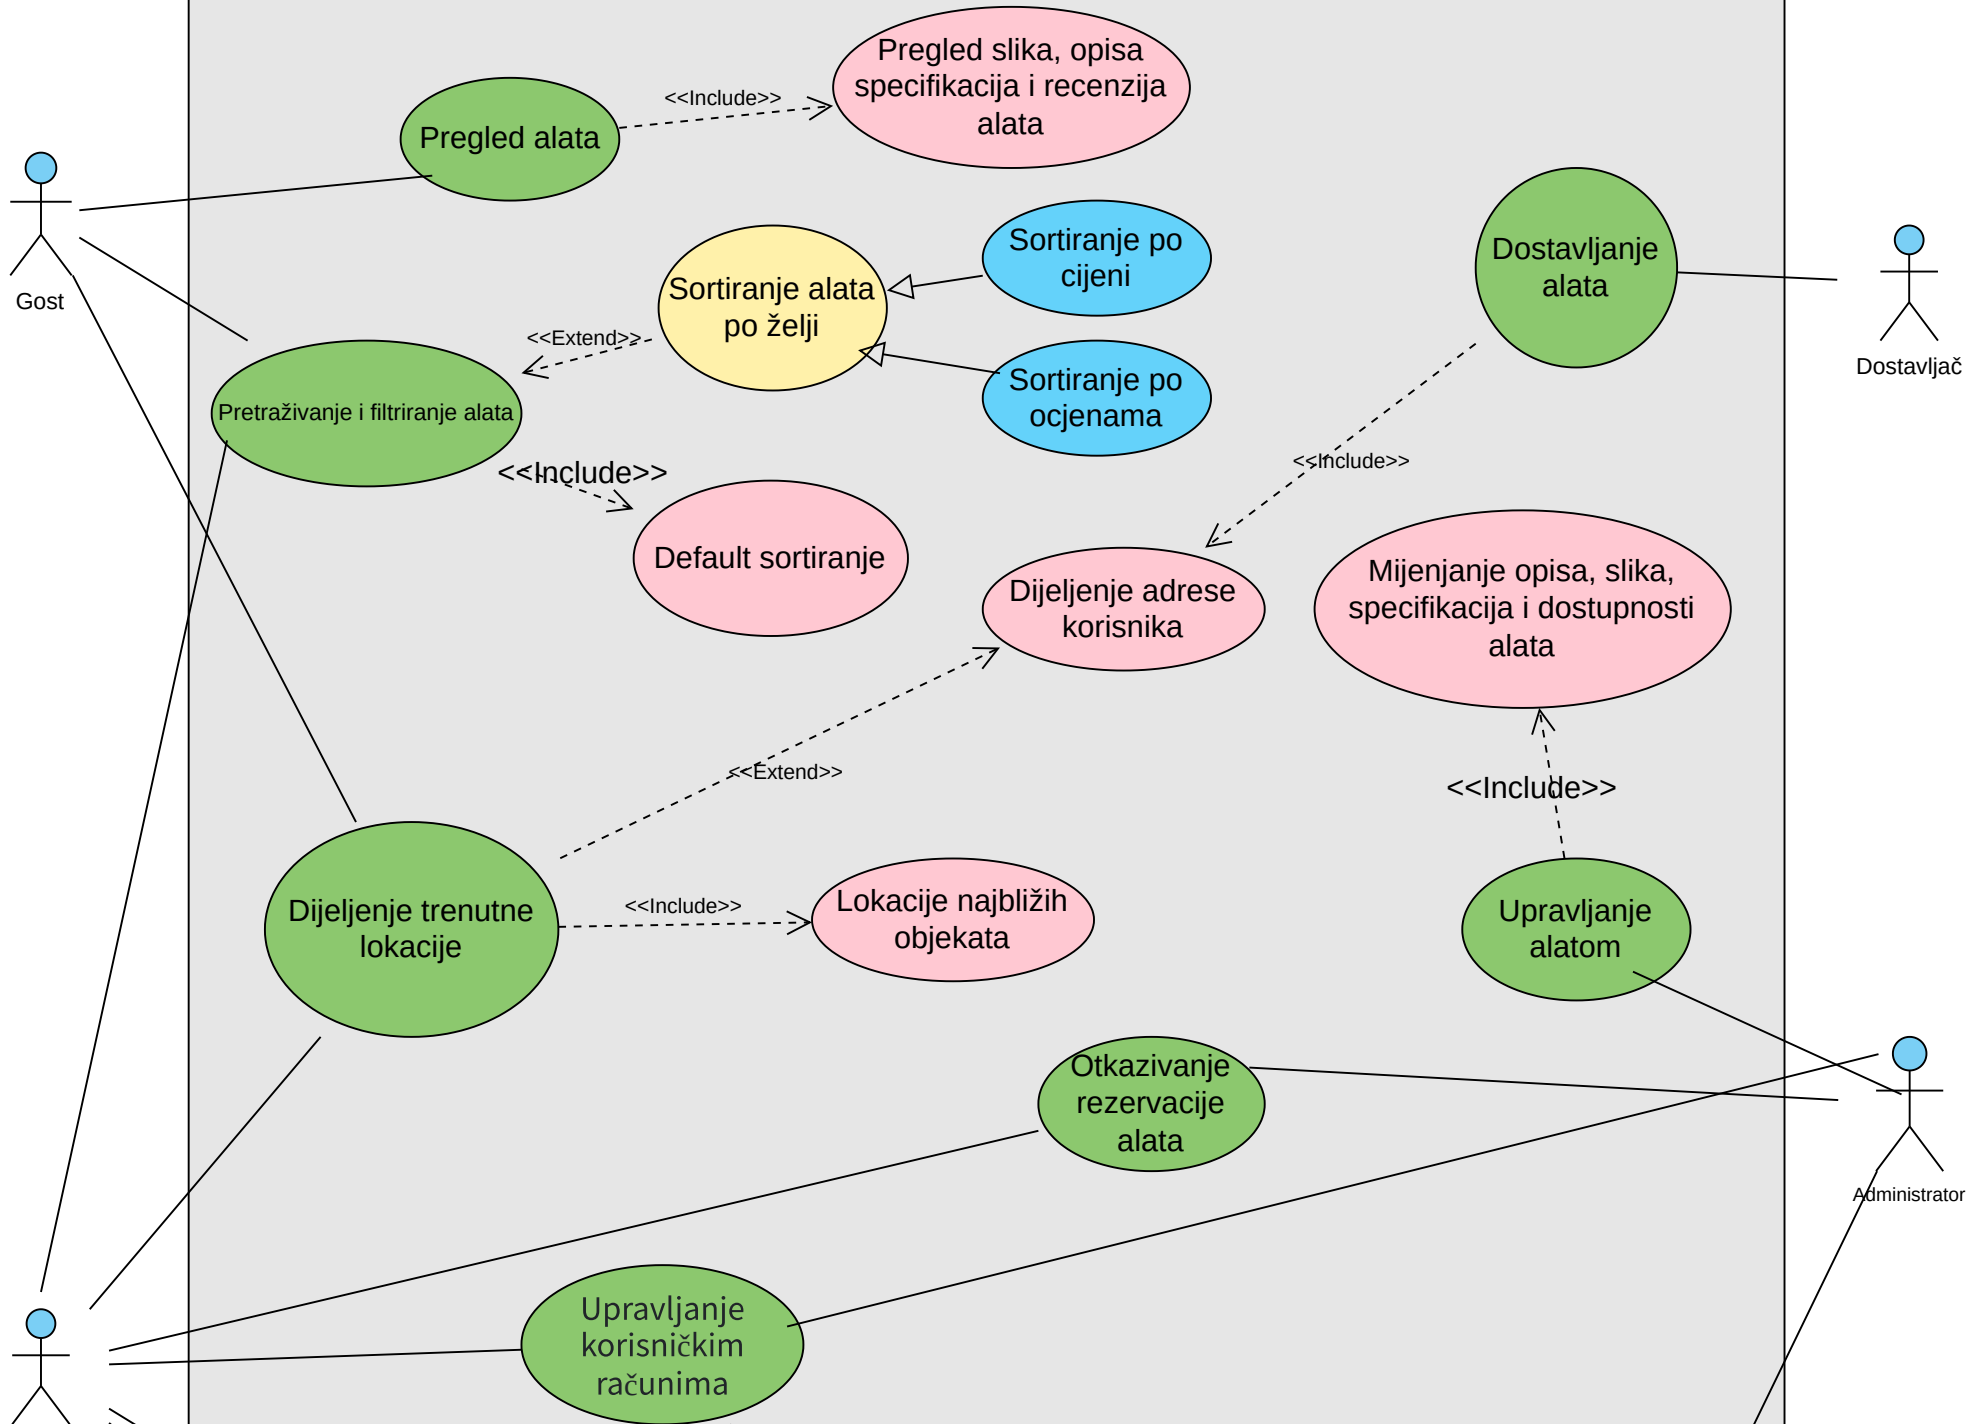 Pregled slika, opisa
specifikacija i recenzija
alata
<<Include>>
Pregled alata
Gost
Sortiranje po
cijeni
Dostavljanje
alata
Sortiranje alata
po želji
<<Extend>>
Dostavljač
Sortiranje po
ocjenama
Pretraživanje i filtriranje alata
<<Include>>
<<Include>>
Default sortiranje
Dijeljenje adrese
korisnika
Mijenjanje opisa, slika,
specifikacija i dostupnosti
alata
<<Extend>>
<<Include>>
Dijeljenje trenutne
lokacije
<<Include>>
Lokacije najbližih
objekata
Upravljanje
alatom
Otkazivanje
rezervacije
alata
Administrator
Upravljanje
korisničkim
računima